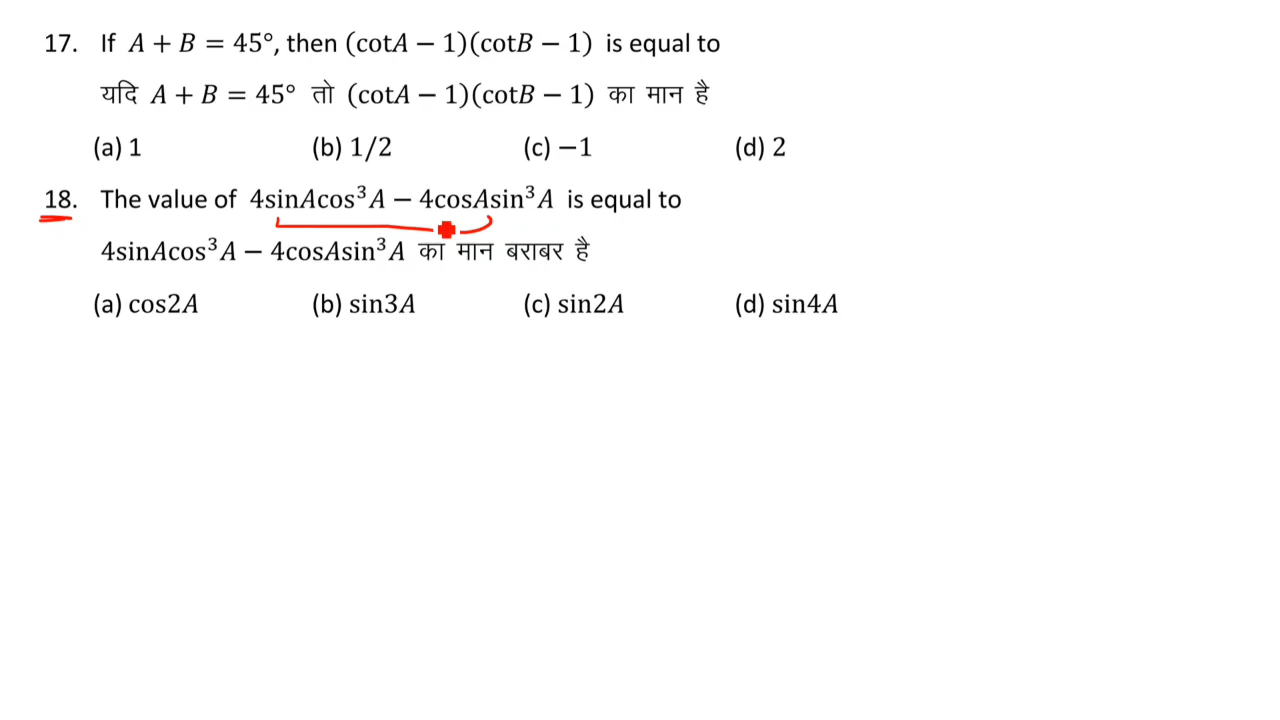 17. If A + B = 45°, then (cotA − 1)(cotB − 1) is equal to
यदि A + B = 45° तो (cotA − 1)(cotB − 1) का मान है
(a) 1 (b) 1/2 (c) −1 (d) 2
18. The value of 4sinAcos³A − 4cosAsin³A is equal to
4sinAcos³A − 4cosAsin³A का मान बराबर है
(a) cos2A (b) sin3A (c) sin2A (d) sin4A